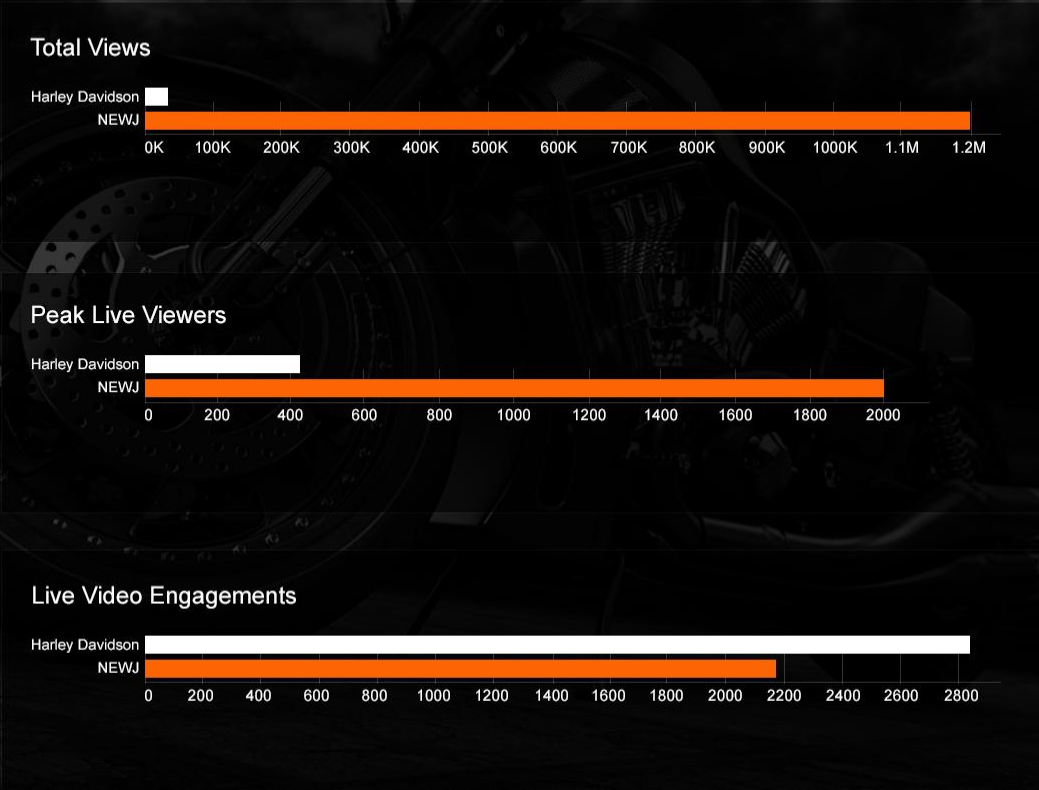 Total Views
Harley Davidson
NEWJ
0K 100K 200K 300K 400K 500K 600K 700K 800K 900K 1000K 1.1M 1.2M
Peak Live Viewers
Harley Davidson
NEWJ
0 200 400 600 800 1000 1200 1400 1600 1800 2000
Live Video Engagements
Harley Davidson
NEWJ
0 200 400 600 800 1000 1200 1400 1600 1800 2000 2200 2400 2600 2800